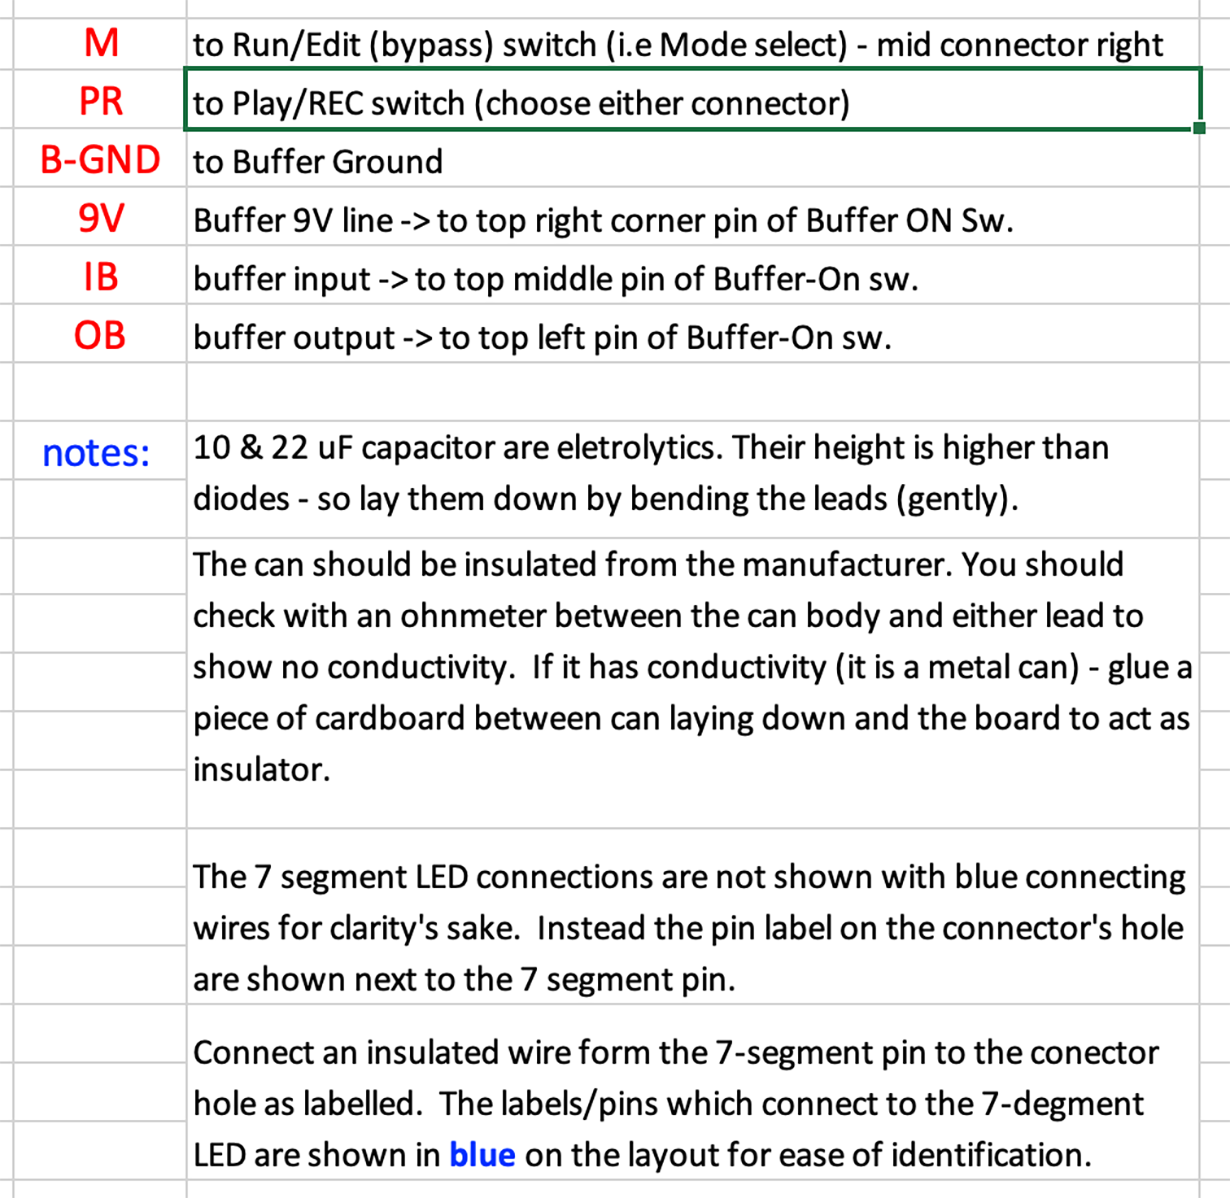 M to Run/Edit (bypass) switch (i.e Mode select) - mid connector right
PR to Play/REC switch (choose either connector)
B-GND to Buffer Ground
9V Buffer 9V line -> to top right corner pin of Buffer ON Sw.
IB buffer input -> to top middle pin of Buffer-On sw.
OB buffer output -> to top left pin of Buffer-On sw.
notes: 10 & 22 uF capacitor are eletrolytics. Their height is higher than
diodes - so lay them down by bending the leads (gently).
The can should be insulated from the manufacturer. You should
check with an ohnmeter between the can body and either lead to
show no conductivity.  If it has conductivity (it is a metal can) - glue a
piece of cardboard between can laying down and the board to act as
insulator.
The 7 segment LED connections are not shown with blue connecting
wires for clarity's sake.  Instead the pin label on the connector's hole
are shown next to the 7 segment pin.
Connect an insulated wire form the 7-segment pin to the conector
hole as labelled.  The labels/pins which connect to the 7-degment
LED are shown in blue on the layout for ease of identification.